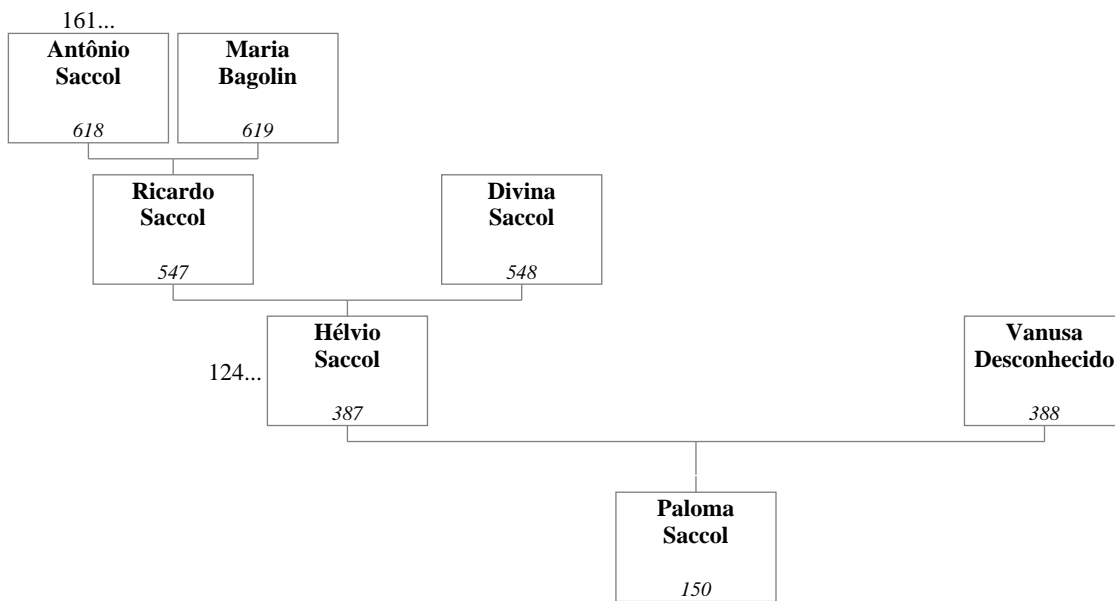 161...
Antônio
Saccol
618
Maria
Bagolin
619
Ricardo
Saccol
547
Divina
Saccol
548
124...
Hélvio
Saccol
387
Vanusa
Desconhecido
388
Paloma
Saccol
150